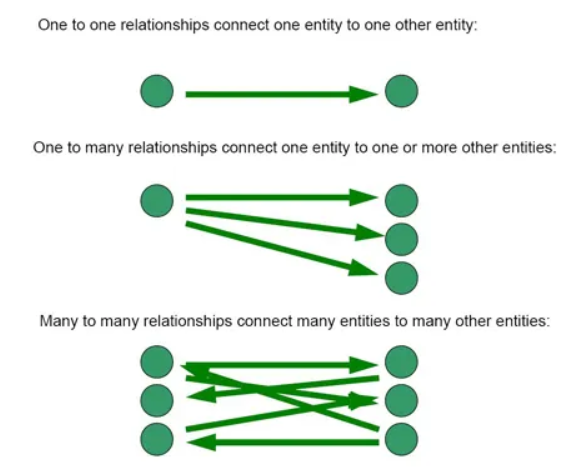 One to one relationships connect one entity to one other entity:
One to many relationships connect one entity to one or more other entities:
Many to many relationships connect many entities to many other entities: